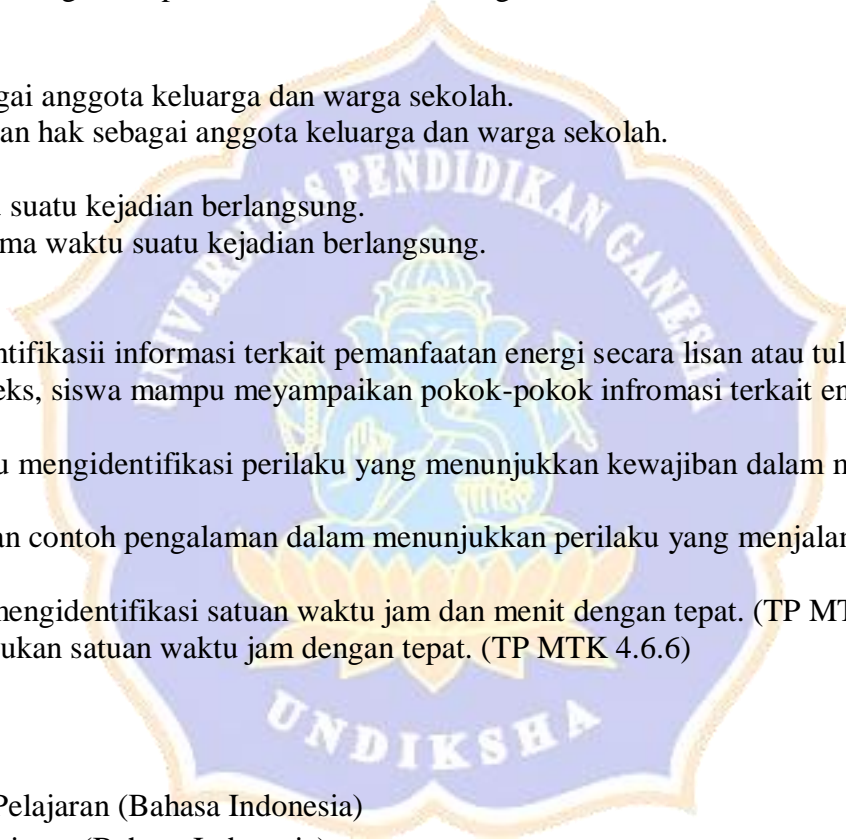 gai anggota keluarga dan warga sekolah.
an hak sebagai anggota keluarga dan warga sekolah.
UNIVERSITAS PENDIDIKAN GANESHA
suatu kejadian berlangsung.
ma waktu suatu kejadian berlangsung.
ntifikasii informasi terkait pemanfaatan energi secara lisan atau tul
eks, siswa mampu meyampaikan pokok-pokok infromasi terkait en
u mengidentifikasi perilaku yang menunjukkan kewajiban dalam m
an contoh pengalaman dalam menunjukkan perilaku yang menjalan
mengidentifikasi satuan waktu jam dan menit dengan tepat. (TP MT
ukan satuan waktu jam dengan tepat. (TP MTK 4.6.6)
UNDIKSHA
Pelajaran (Bahasa Indonesia)